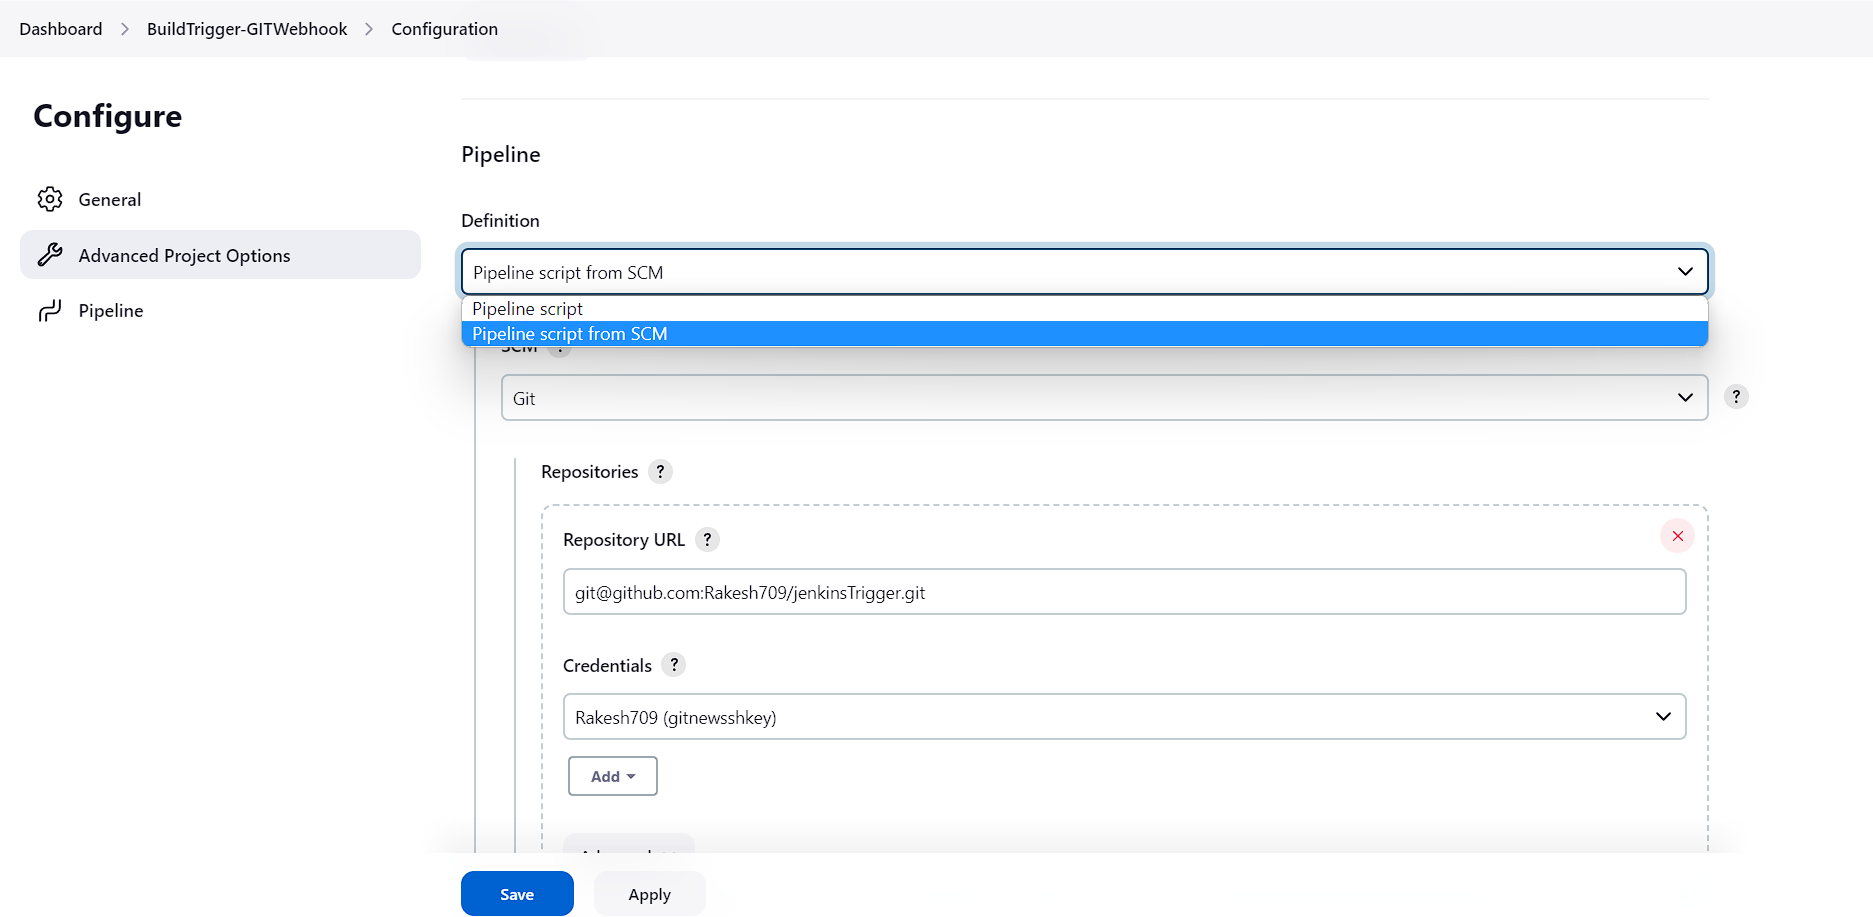 Dashboard > BuildTrigger-GITWebhook > Configuration
Configure
General
Advanced Project Options
Pipeline
Pipeline
Definition
Pipeline script from SCM
Pipeline script
Pipeline script from SCM
SCM ?
Git
?
Repositories ?
Repository URL ?
git@github.com:Rakesh709/jenkinsTrigger.git
Credentials ?
Rakesh709 (gitnewsshkey)
Add
Save
Apply